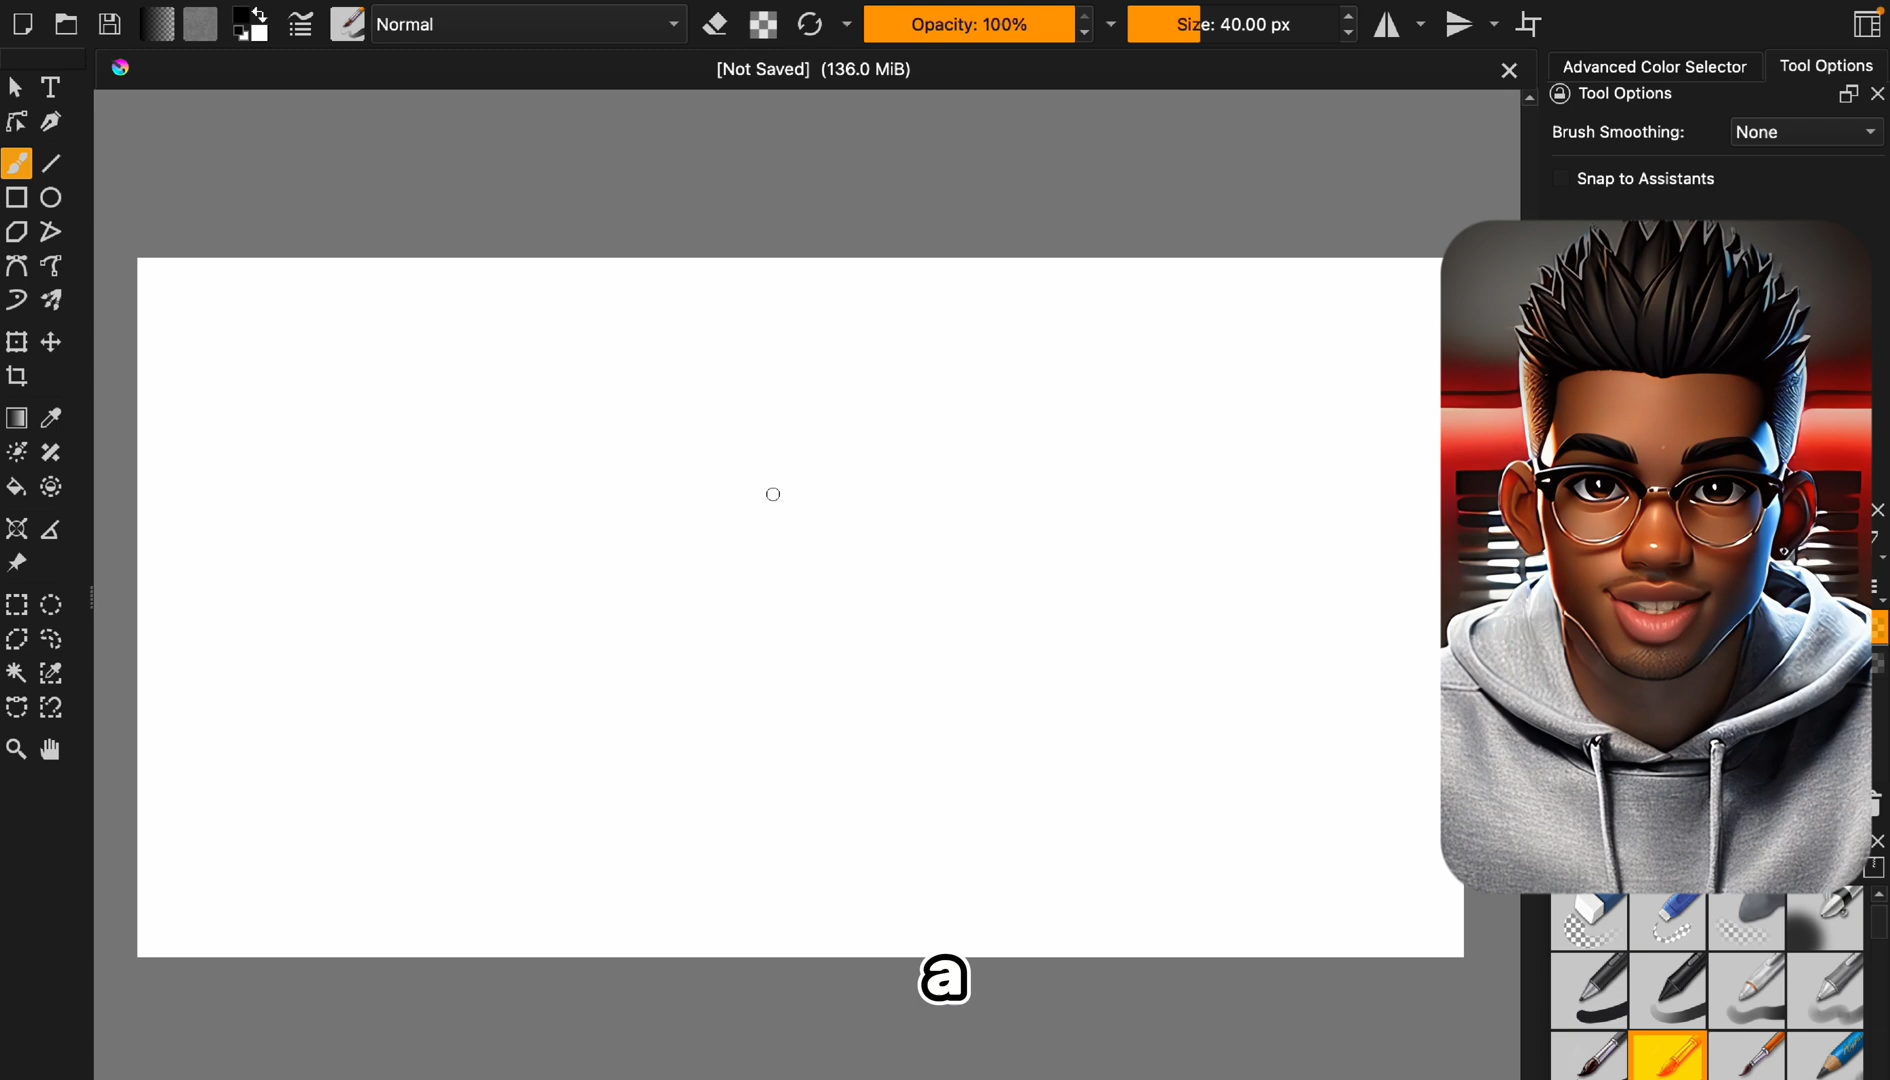 Normal
Opacity: 100%
Size: 40.00 px
[Not Saved] (136.0 MiB)
Advanced Color Selector
Tool Options
Tool Options
Brush Smoothing:
None
Snap to Assistants
a